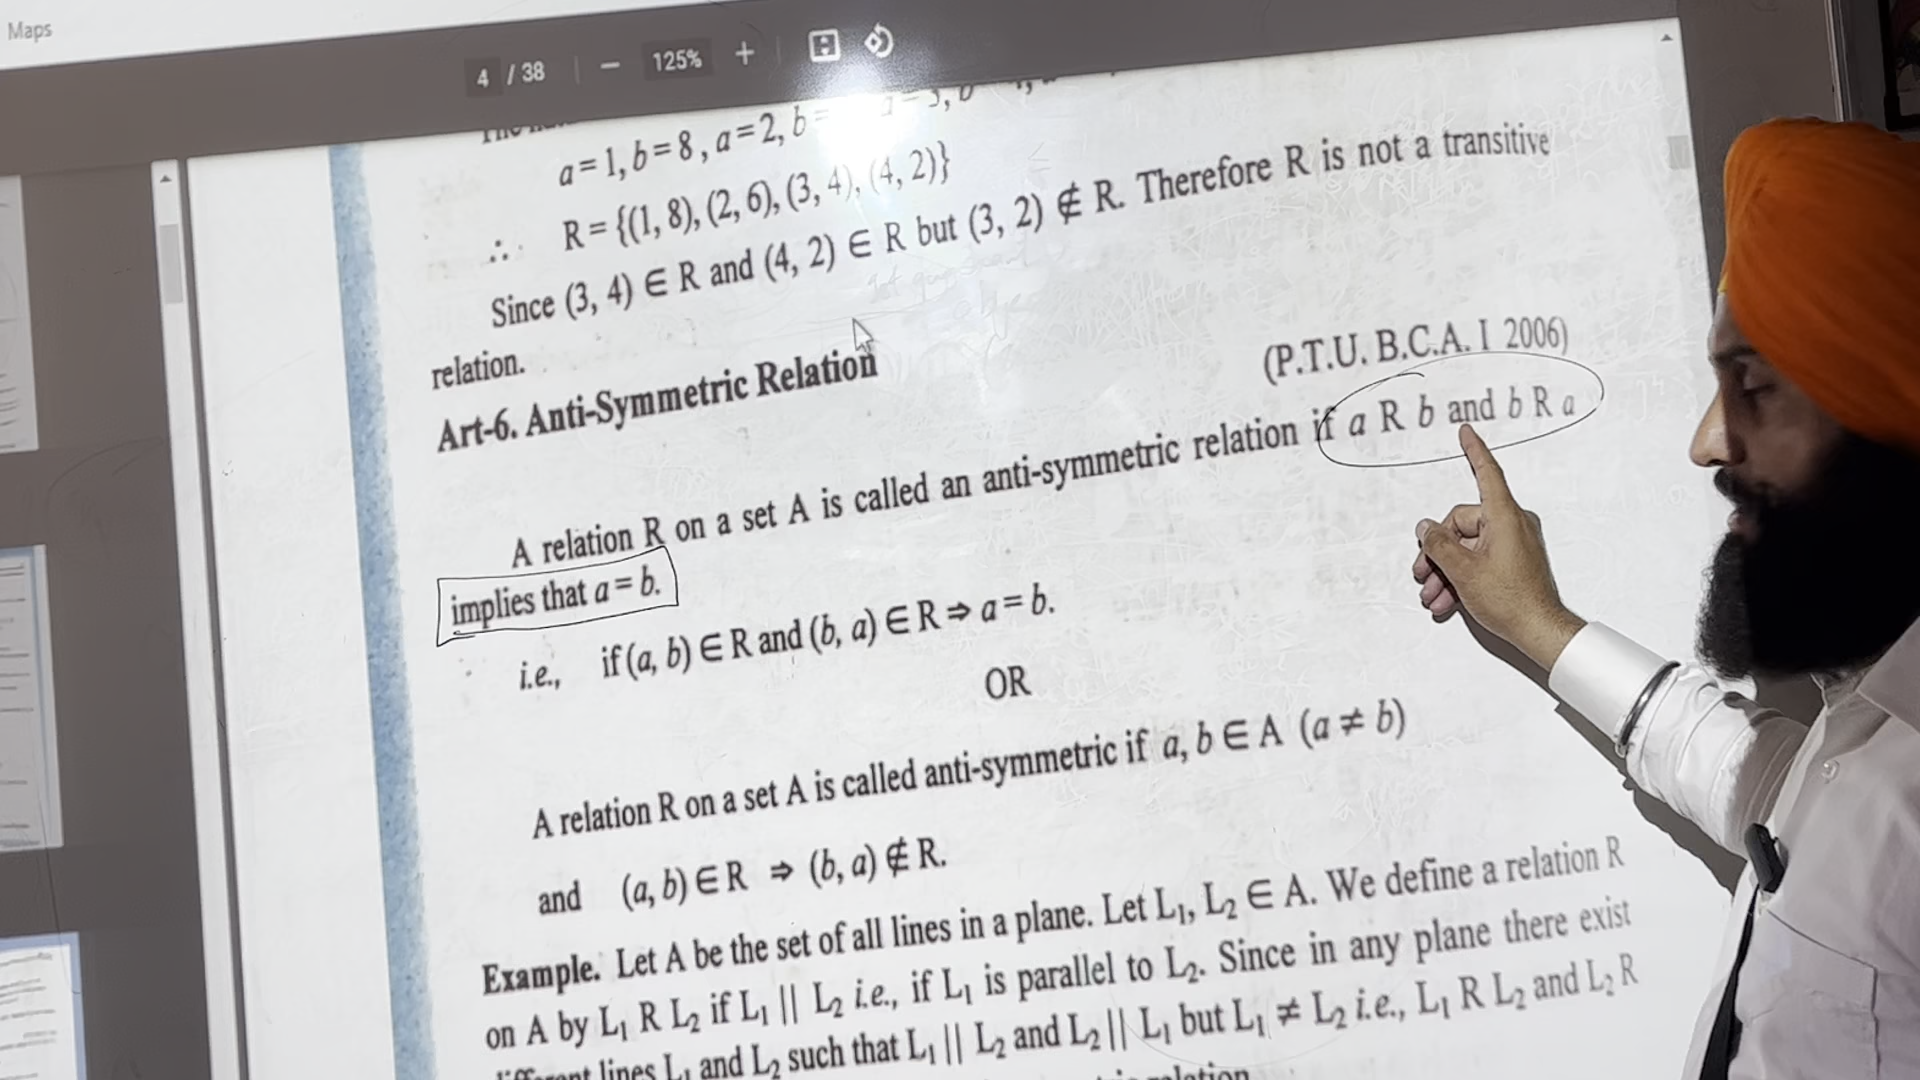 Maps
4 / 38 − 125% +
a = 1, b = 8 , a = 2, b =
∴ R = {(1, 8), (2, 6), (3, 4), (4, 2)}
Since (3, 4) ∈ R and (4, 2) ∈ R but (3, 2) ∉ R. Therefore R is not a transitive
relation.
Art-6. Anti-Symmetric Relation
(P.T.U. B.C.A. I 2006)
A relation R on a set A is called an anti-symmetric relation if a R b and b R a
implies that a = b.
i.e., if (a, b) ∈ R and (b, a) ∈ R ⇒ a = b.
OR
A relation R on a set A is called anti-symmetric if a, b ∈ A (a ≠ b)
and (a, b) ∈ R ⇒ (b, a) ∉ R.
Example. Let A be the set of all lines in a plane. Let L₁, L₂ ∈ A. We define a relation R
on A by L₁ R L₂ if L₁ || L₂ i.e., if L₁ is parallel to L₂. Since in any plane there exist
lines L₁ and L₂ such that L₁ || L₂ and L₂ || L₁ but L₁ ≠ L₂ i.e., L₁ R L₂ and L₂ R